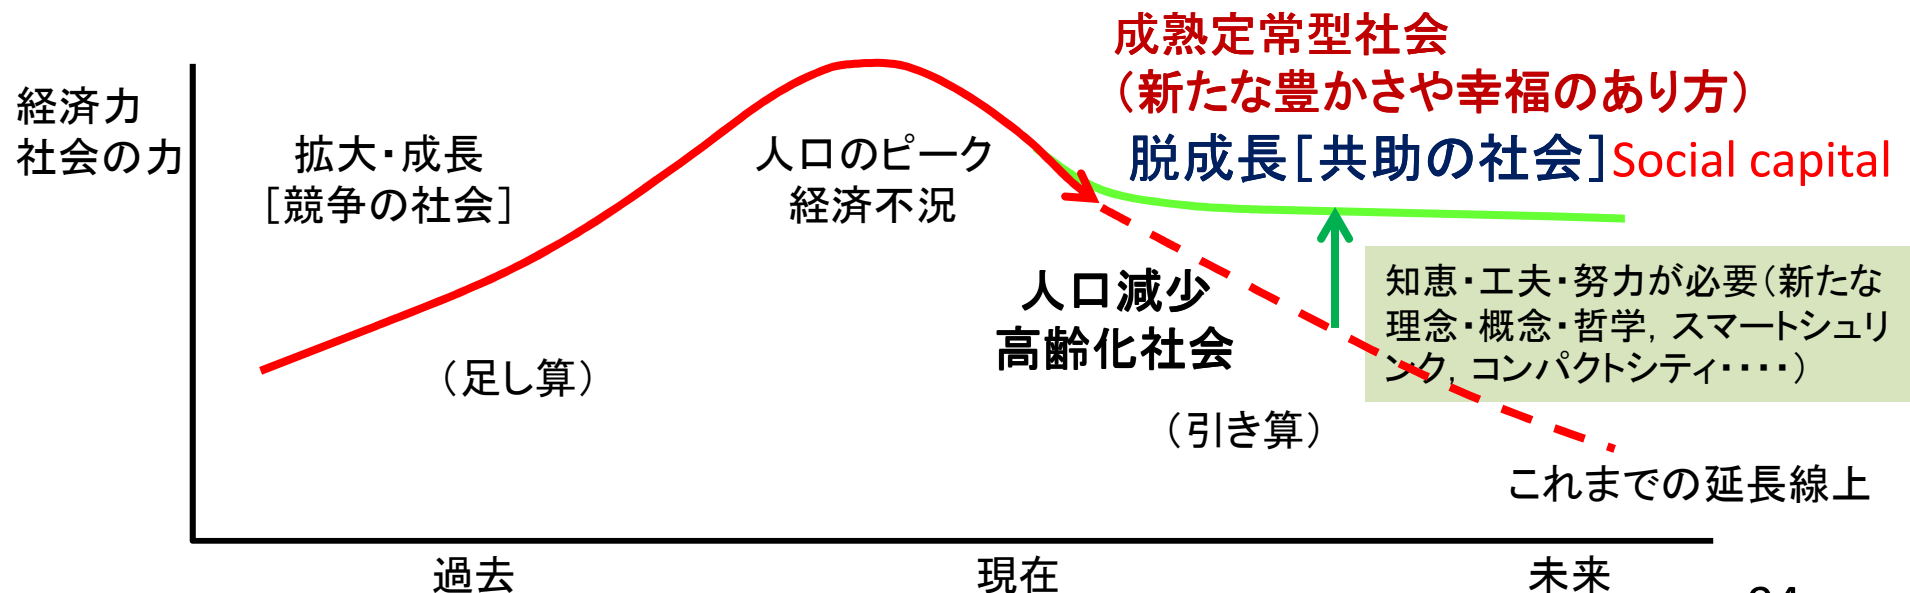 成熟定常型社会
（新たな豊かさや幸福のあり方）
脱成長[共助の社会]Social capital
経済力
社会の力
拡大・成長
[競争の社会]
人口のピーク
経済不況
人口減少
高齢化社会
知恵・工夫・努力が必要（新たな
理念・概念・哲学，スマートシュリ
ンク，コンパクトシティ・・・・）
（足し算）
（引き算）
これまでの延長線上
過去
現在
未来